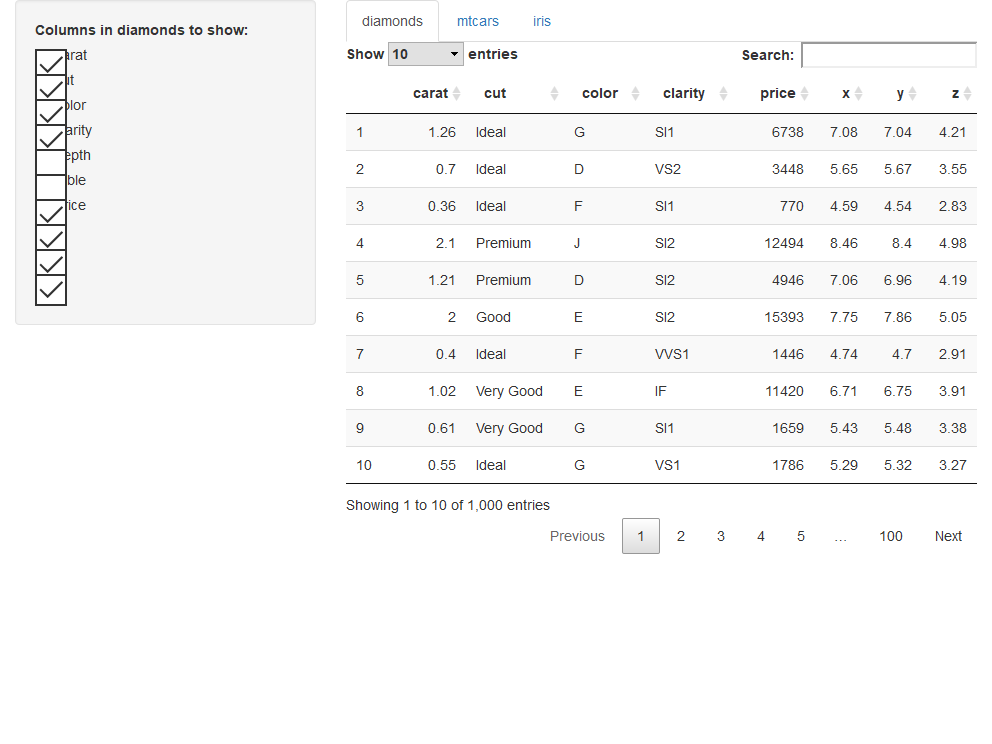 Columns in diamonds to show:
arat
ut
olor
arity
epth
ble
rice
diamonds mtcars iris
Show 10 entries Search:
carat cut color clarity price x y z
1 1.26 Ideal G SI1 6738 7.08 7.04 4.21
2 0.7 Ideal D VS2 3448 5.65 5.67 3.55
3 0.36 Ideal F SI1 770 4.59 4.54 2.83
4 2.1 Premium J SI2 12494 8.46 8.4 4.98
5 1.21 Premium D SI2 4946 7.06 6.96 4.19
6 2 Good E SI2 15393 7.75 7.86 5.05
7 0.4 Ideal F VVS1 1446 4.74 4.7 2.91
8 1.02 Very Good E IF 11420 6.71 6.75 3.91
9 0.61 Very Good G SI1 1659 5.43 5.48 3.38
10 0.55 Ideal G VS1 1786 5.29 5.32 3.27
Showing 1 to 10 of 1,000 entries
Previous 1 2 3 4 5 … 100 Next